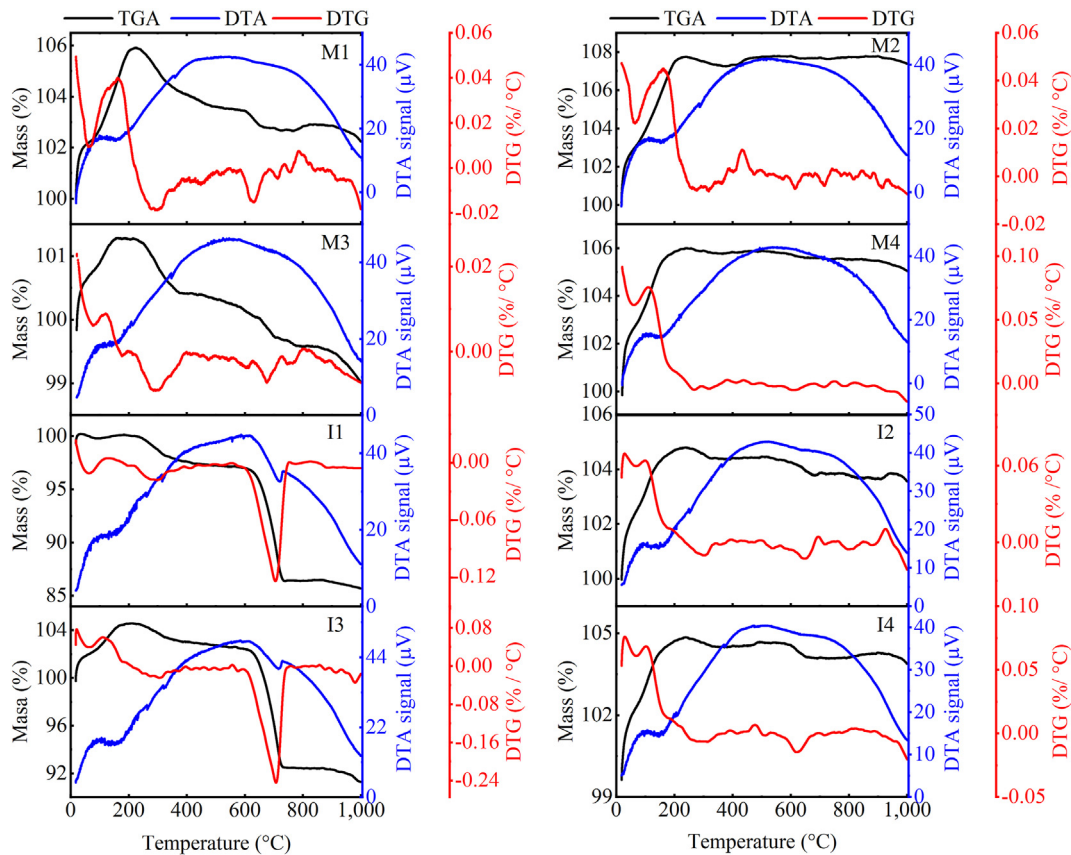 TGA DTA DTG
TGA DTA DTG
M1
Mass (%)
106
104
102
100
DTA signal (µV)
40
20
0
DTG (%/ °C)
0.06
0.04
0.02
0.00
-0.02
M2
Mass (%)
108
106
104
102
100
DTA signal (µV)
40
20
0
DTG (%/ °C)
0.06
0.04
0.02
0.00
-0.02
M3
Mass (%)
101
100
99
DTA signal (µV)
40
20
0
DTG (%/ °C)
0.02
0.00
M4
Mass (%)
106
104
102
100
DTA signal (µV)
40
20
0
DTG (%/ °C)
0.10
0.05
0.00
I1
Mass (%)
100
95
90
85
DTA signal (µV)
40
20
0
DTG (%/ °C)
0.00
-0.06
-0.12
I2
Mass (%)
106
104
102
100
DTA signal (µV)
50
40
30
20
10
0
DTG (%/ °C)
0.06
0.00
I3
Masa (%)
104
100
96
92
DTA signal (µV)
44
22
0
DTG (% / °C)
0.08
0.00
-0.08
-0.16
-0.24
I4
Mass (%)
105
102
99
DTA signal (µV)
40
30
20
10
0
DTG (%/ °C)
0.10
0.05
0.00
-0.05
0 200 400 600 800 1,000
Temperature (°C)
0 200 400 600 800 1,000
Temperature (°C)